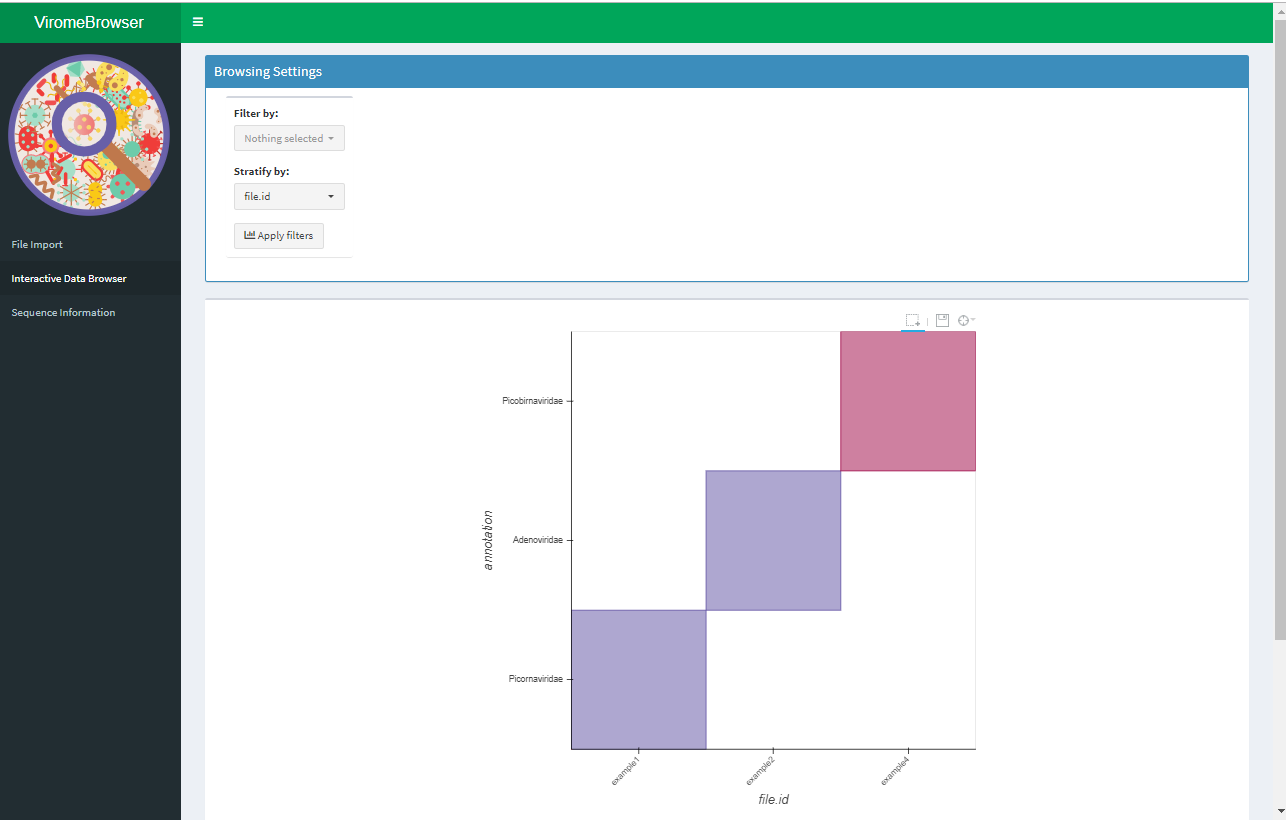 ViromeBrowser
File Import
Interactive Data Browser
Sequence Information
Browsing Settings
Filter by:
Nothing selected
Stratify by:
file.id
Apply filters
Picobirnaviridae
Adenoviridae
Picornaviridae
annotation
example1
example2
example4
file.id